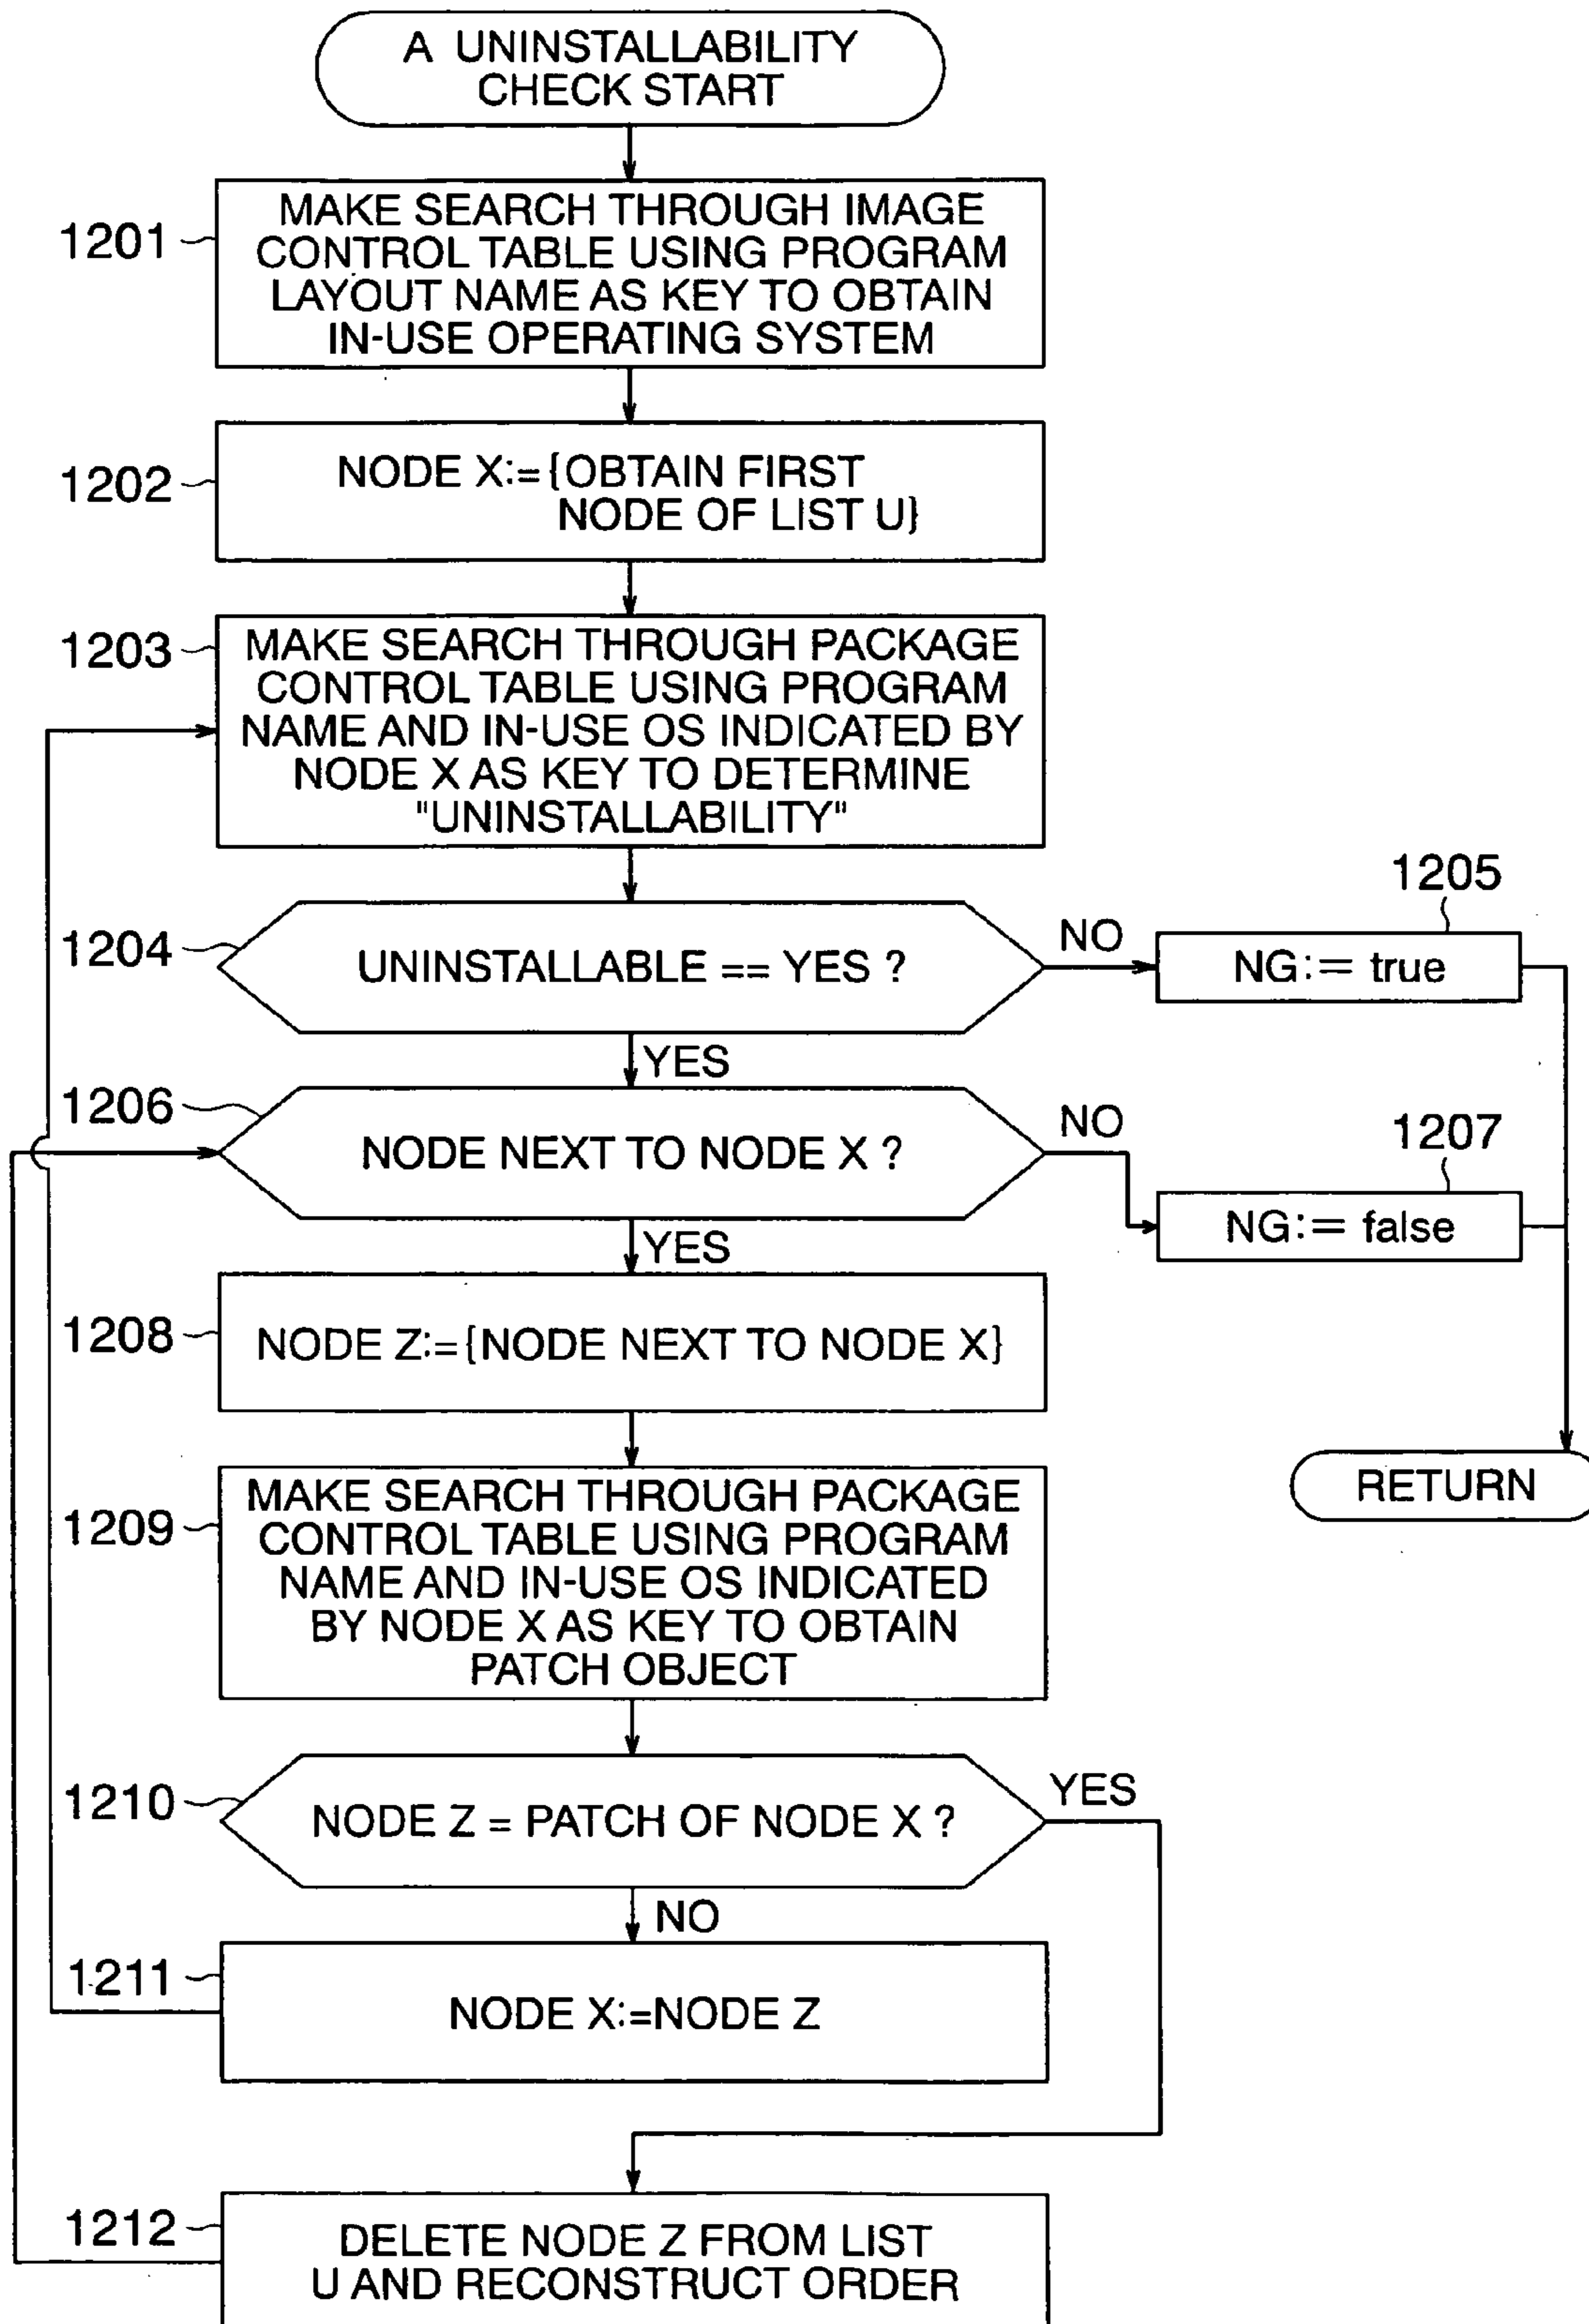 A UNINSTALLABILITY
CHECK START
1201
MAKE SEARCH THROUGH IMAGE
CONTROL TABLE USING PROGRAM
LAYOUT NAME AS KEY TO OBTAIN
IN-USE OPERATING SYSTEM
1202
NODE X:={OBTAIN FIRST
NODE OF LIST U}
1203
MAKE SEARCH THROUGH PACKAGE
CONTROL TABLE USING PROGRAM
NAME AND IN-USE OS INDICATED BY
NODE X AS KEY TO DETERMINE
"UNINSTALLABILITY"
1204
UNINSTALLABLE == YES ?
NO
1205
NG:= true
YES
1206
NODE NEXT TO NODE X ?
NO
1207
NG:= false
YES
1208
NODE Z:={NODE NEXT TO NODE X}
RETURN
1209
MAKE SEARCH THROUGH PACKAGE
CONTROL TABLE USING PROGRAM
NAME AND IN-USE OS INDICATED
BY NODE X AS KEY TO OBTAIN
PATCH OBJECT
1210
NODE Z = PATCH OF NODE X ?
YES
NO
1211
NODE X:=NODE Z
1212
DELETE NODE Z FROM LIST
U AND RECONSTRUCT ORDER